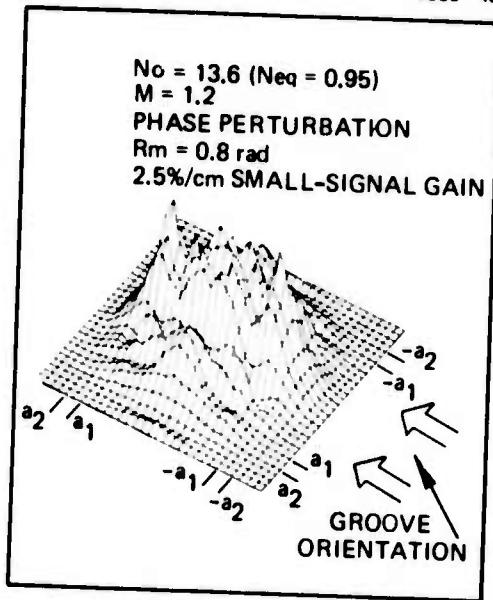 No = 13.6 (Neq = 0.95)
M = 1.2
PHASE PERTURBATION
Rm = 0.8 rad
2.5%/cm SMALL-SIGNAL GAIN
-a2
-a1
a2
a1
a1
-a1
-a2
a2
GROOVE
ORIENTATION